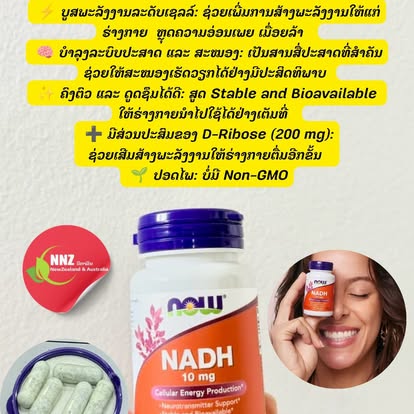 ⚡ ບູສພະລັງງານລະດັບເຊລລ໌: ຊ່ວຍເພີ່ມການສ້າງພະລັງງານໃຫ້ແກ່
ຮ່າງກາຍ ຫຼຸດຄວາມອ່ອນເພຍ ເມື່ອຍລ້າ
🧠 ບຳລຸງລະບົບປະສາດ ແລະ ສະໝອງ: ເປັນສານສື່ປະສາດທີ່ສຳຄັນ
ຊ່ວຍໃຫ້ສະໝອງເຮັດວຽກໄດ້ຢ່າງມີປະສິດທິພາບ
✨ ຄົງຕົວ ແລະ ດູດຊຶມໄດ້ດີ: ສູດ Stable and Bioavailable
ໃຫ້ຮ່າງກາຍນຳໄປໃຊ້ໄດ້ຢ່າງເຕັມທີ່
➕ ມີສ່ວນປະສົມຂອງ D-Ribose (200 mg):
ຊ່ວຍເສີມສ້າງພະລັງງານໃຫ້ຮ່າງກາຍຕື່ມອີກຂັ້ນ
🌱 ປອດໄພ: ບໍ່ມີ Non-GMO
NNZ
NewZealand & Australia
now
NADH
10 mg
Cellular Energy Production*
•Neurotransmitter Support*
NADH